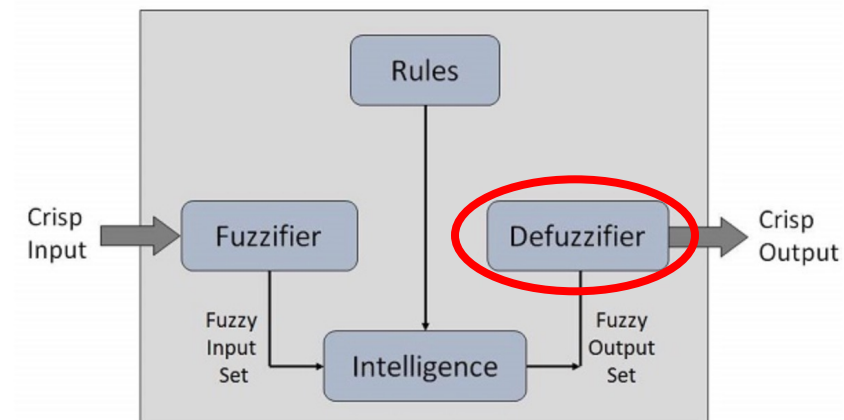 Rules
Crisp
Input
Fuzzifier
Defuzzifier
Crisp
Output
Fuzzy
Input
Set
Intelligence
Fuzzy
Output
Set